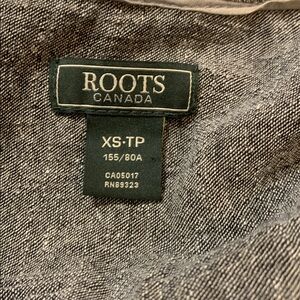 ROOTS
CANADA
XS·TP
155/80A
CA05017
RN89323